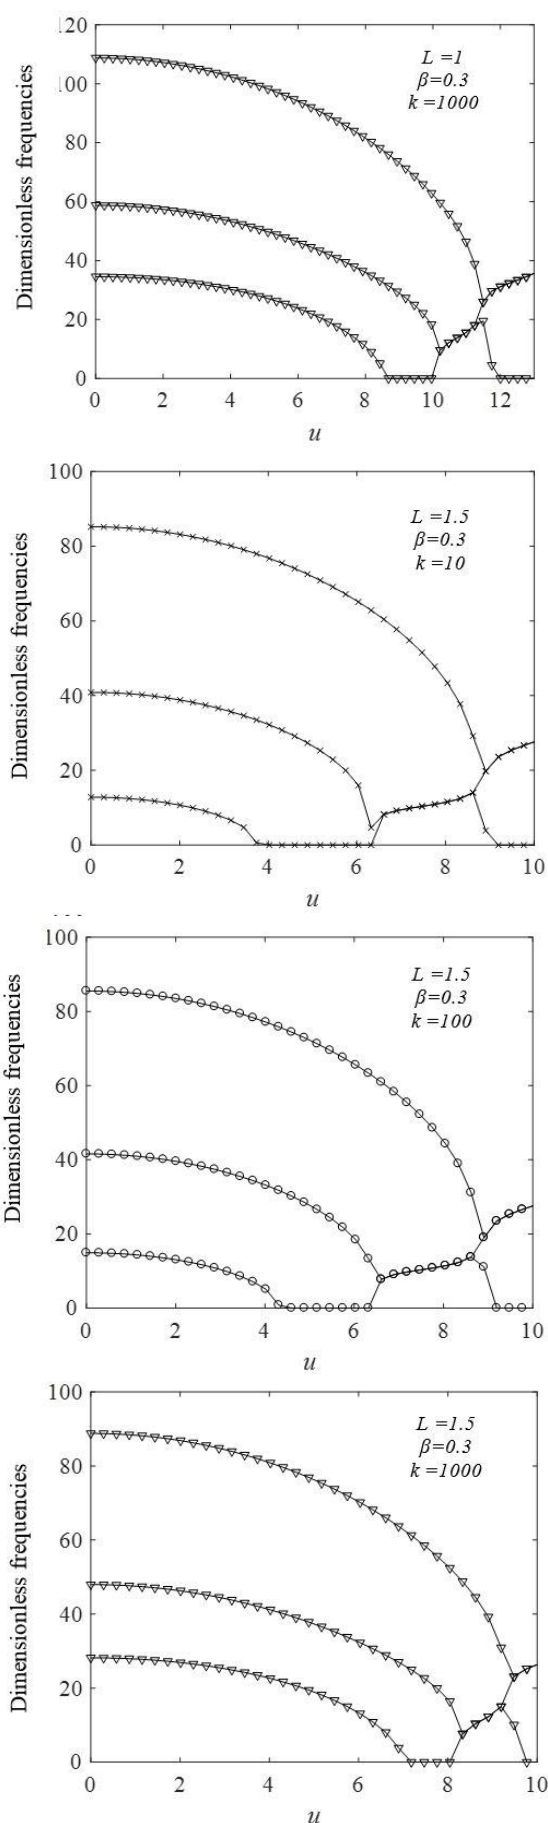 120
L =1
β=0.3
k =1000
100
80
60
40
20
0
Dimensionless frequencies
0 2 4 6 8 10 12
u
100
L =1.5
β=0.3
k =10
80
60
40
20
0
Dimensionless frequencies
0 2 4 6 8 10
u
100
L =1.5
β=0.3
k =100
80
60
40
20
0
Dimensionless frequencies
0 2 4 6 8 10
u
100
L =1.5
β=0.3
k =1000
80
60
40
20
0
Dimensionless frequencies
0 2 4 6 8 10
u